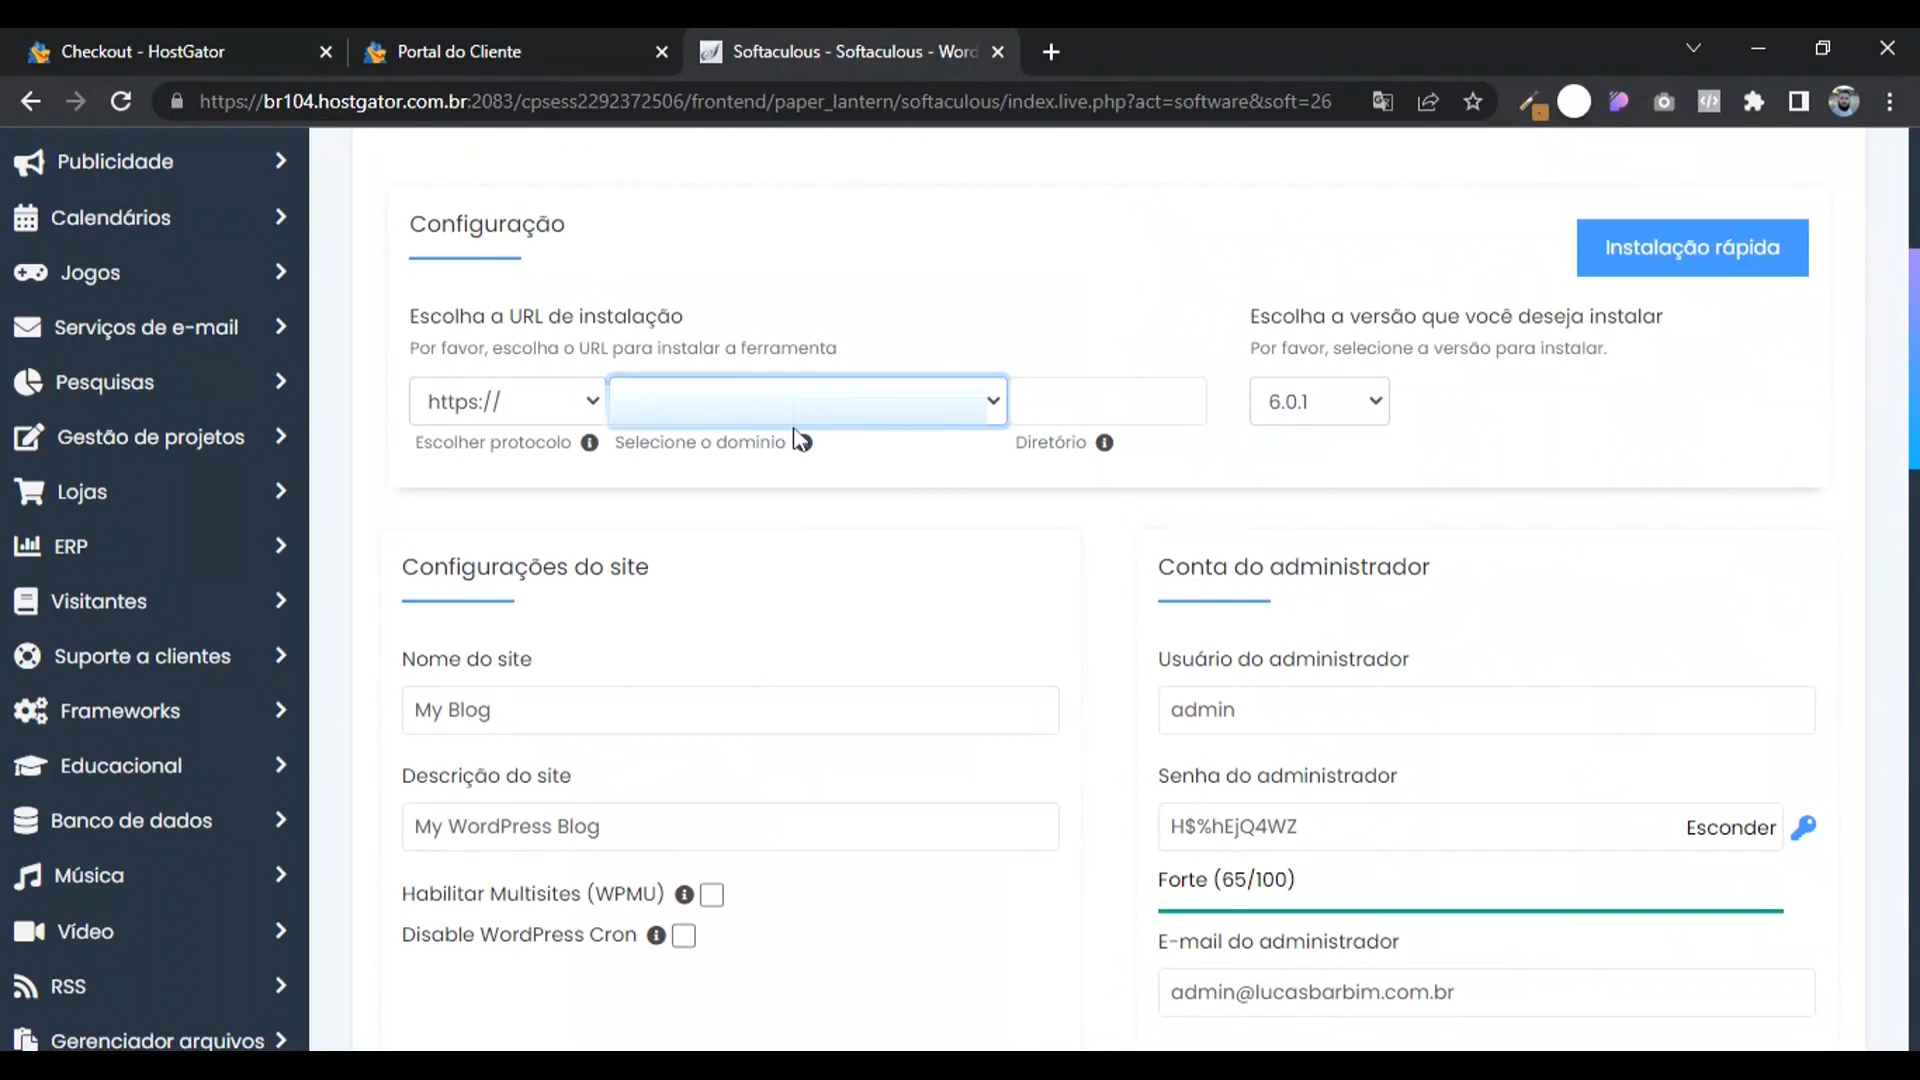 Checkout - HostGator
Portal do Cliente
Softaculous - Softaculous - Word
https://br104.hostgator.com.br:2083/cpsess2292372506/frontend/paper_lantern/softaculous/index.live.php?act=software&soft=26
Publicidade
Calendários
Jogos
Serviços de e-mail
Pesquisas
Gestão de projetos
Lojas
ERP
Visitantes
Suporte a clientes
Frameworks
Educacional
Banco de dados
Música
Vídeo
RSS
Gerenciador arquivos
Configuração
Instalação rápida
Escolha a URL de instalação
Por favor, escolha o URL para instalar a ferramenta
https://
Escolher protocolo
Selecione o dominio
Diretório
Escolha a versão que você deseja instalar
Por favor, selecione a versão para instalar.
6.0.1
Configurações do site
Nome do site
My Blog
Descrição do site
My WordPress Blog
Habilitar Multisites (WPMU)
Disable WordPress Cron
Conta do administrador
Usuário do administrador
admin
Senha do administrador
H$%hEjQ4WZ
Esconder
Forte (65/100)
E-mail do administrador
admin@lucasbarbim.com.br